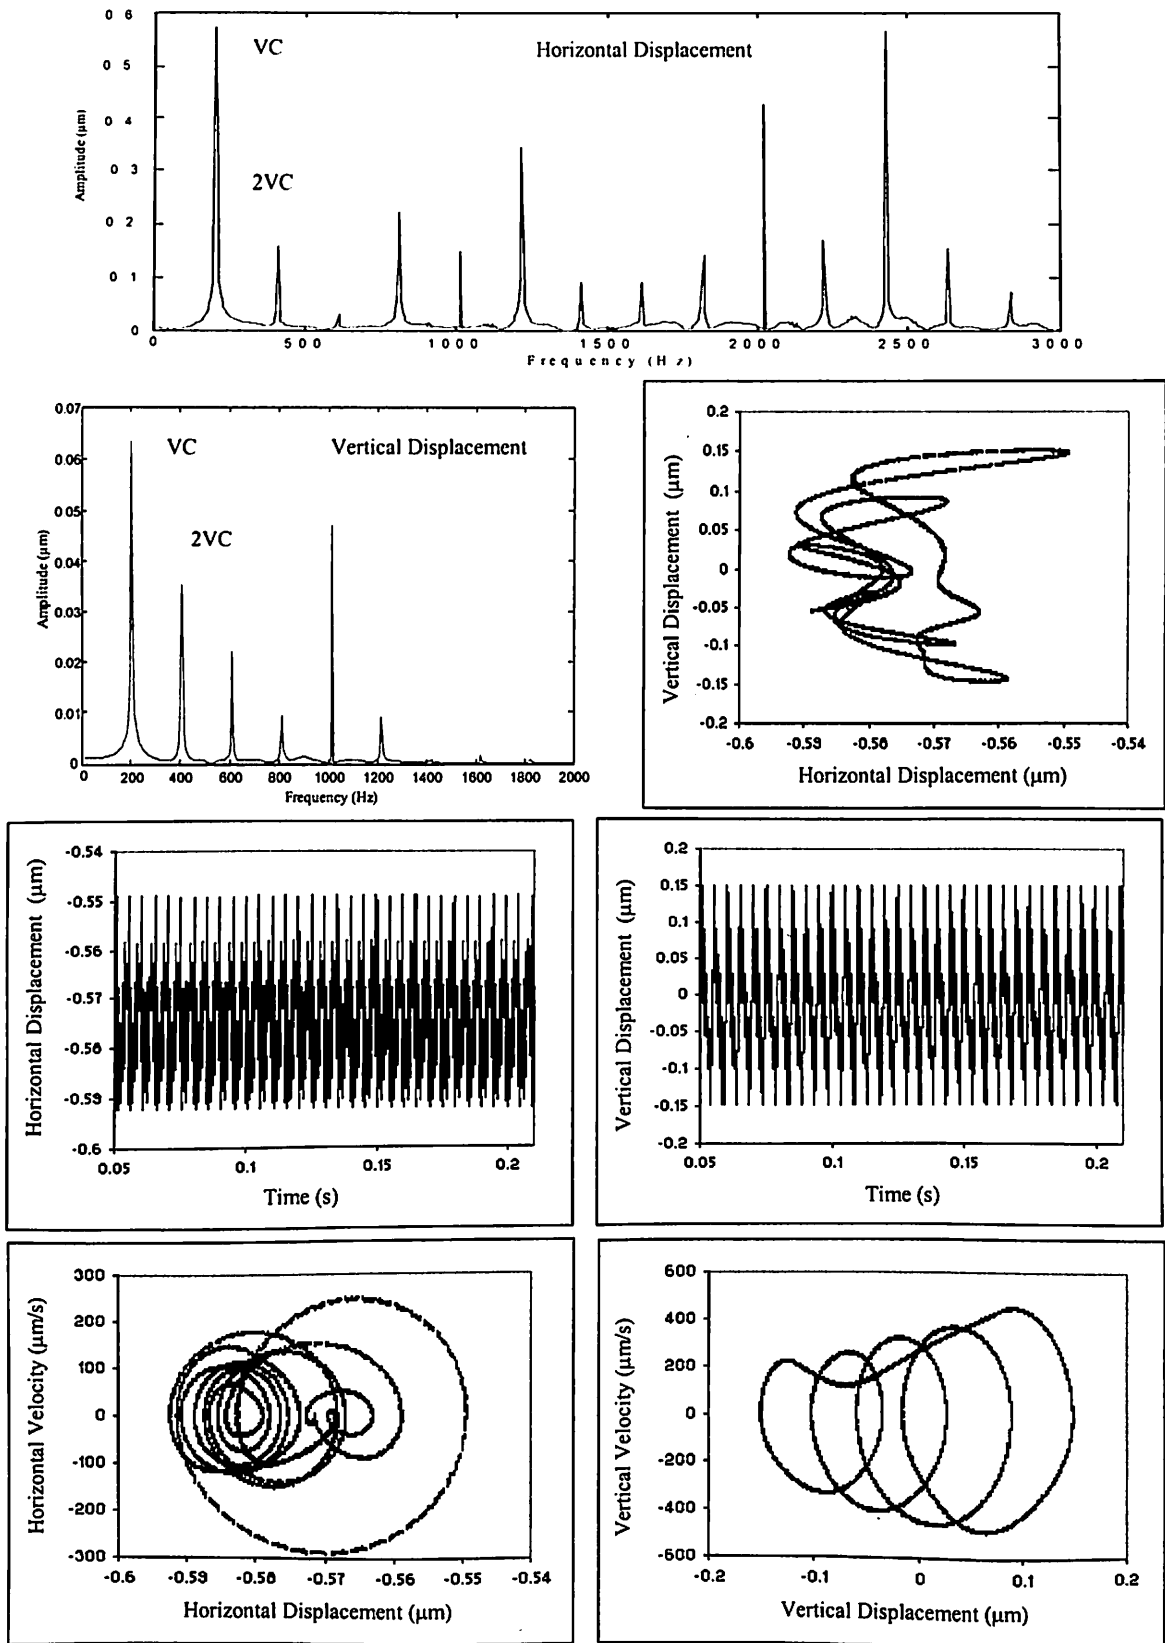 0 6
VC
Horizontal Displacement
0 5
0 4
2VC
0 3
0 2
0 1
0
Amplitude (µm)
0 500 1000 1500 2000 2500 3000
Frequency (Hz)
0.07
VC
Vertical Displacement
0.06
0.05
2VC
0.04
0.03
0.02
0.01
0
Amplitude (µm)
0 200 400 600 800 1000 1200 1400 1600 1800 2000
Frequency (Hz)
0.2
0.15
0.1
0.05
0
-0.05
-0.1
-0.15
-0.2
Vertical Displacement (µm)
-0.6 -0.59 -0.58 -0.57 -0.56 -0.55 -0.54
Horizontal Displacement (µm)
-0.54
-0.55
-0.56
-0.57
-0.58
-0.59
-0.6
Horizontal Displacement (µm)
0.05 0.1 0.15 0.2
Time (s)
0.2
0.15
0.1
0.05
0
-0.05
-0.1
-0.15
-0.2
Vertical Displacement (µm)
0.05 0.1 0.15 0.2
Time (s)
300
200
100
0
-100
-200
-300
Horizontal Velocity (µm/s)
-0.6 -0.59 -0.58 -0.57 -0.56 -0.55 -0.54
Horizontal Displacement (µm)
600
400
200
0
-200
-400
-600
Vertical Velocity (µm/s)
-0.2 -0.1 0 0.1 0.2
Vertical Displacement (µm)